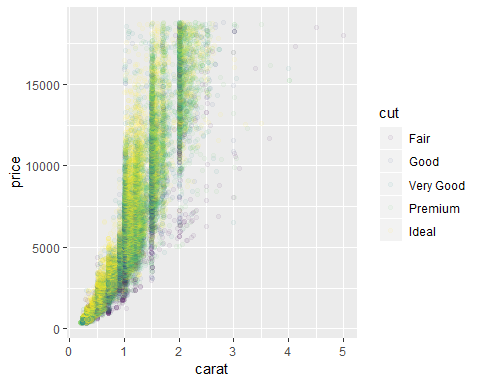 15000
10000
5000
0
price
0
1
2
3
4
5
carat
cut
Fair
Good
Very Good
Premium
Ideal